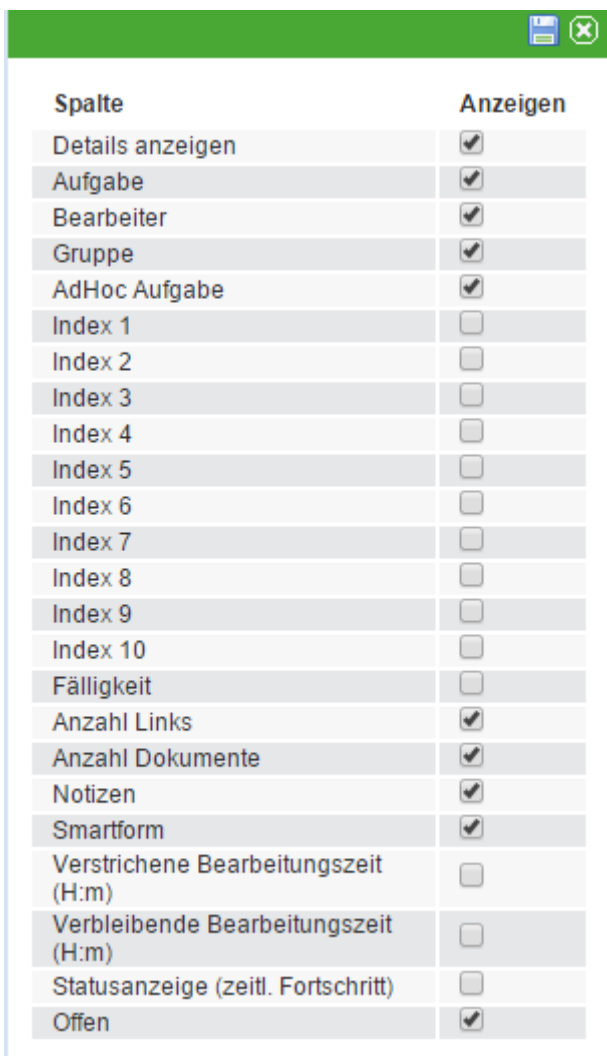 Spalte Anzeigen
Details anzeigen
Aufgabe
Bearbeiter
Gruppe
AdHoc Aufgabe
Index 1
Index 2
Index 3
Index 4
Index 5
Index 6
Index 7
Index 8
Index 9
Index 10
Fälligkeit
Anzahl Links
Anzahl Dokumente
Notizen
Smartform
Verstrichene Bearbeitungszeit
(H:m)
Verbleibende Bearbeitungszeit
(H:m)
Statusanzeige (zeitl. Fortschritt)
Offen